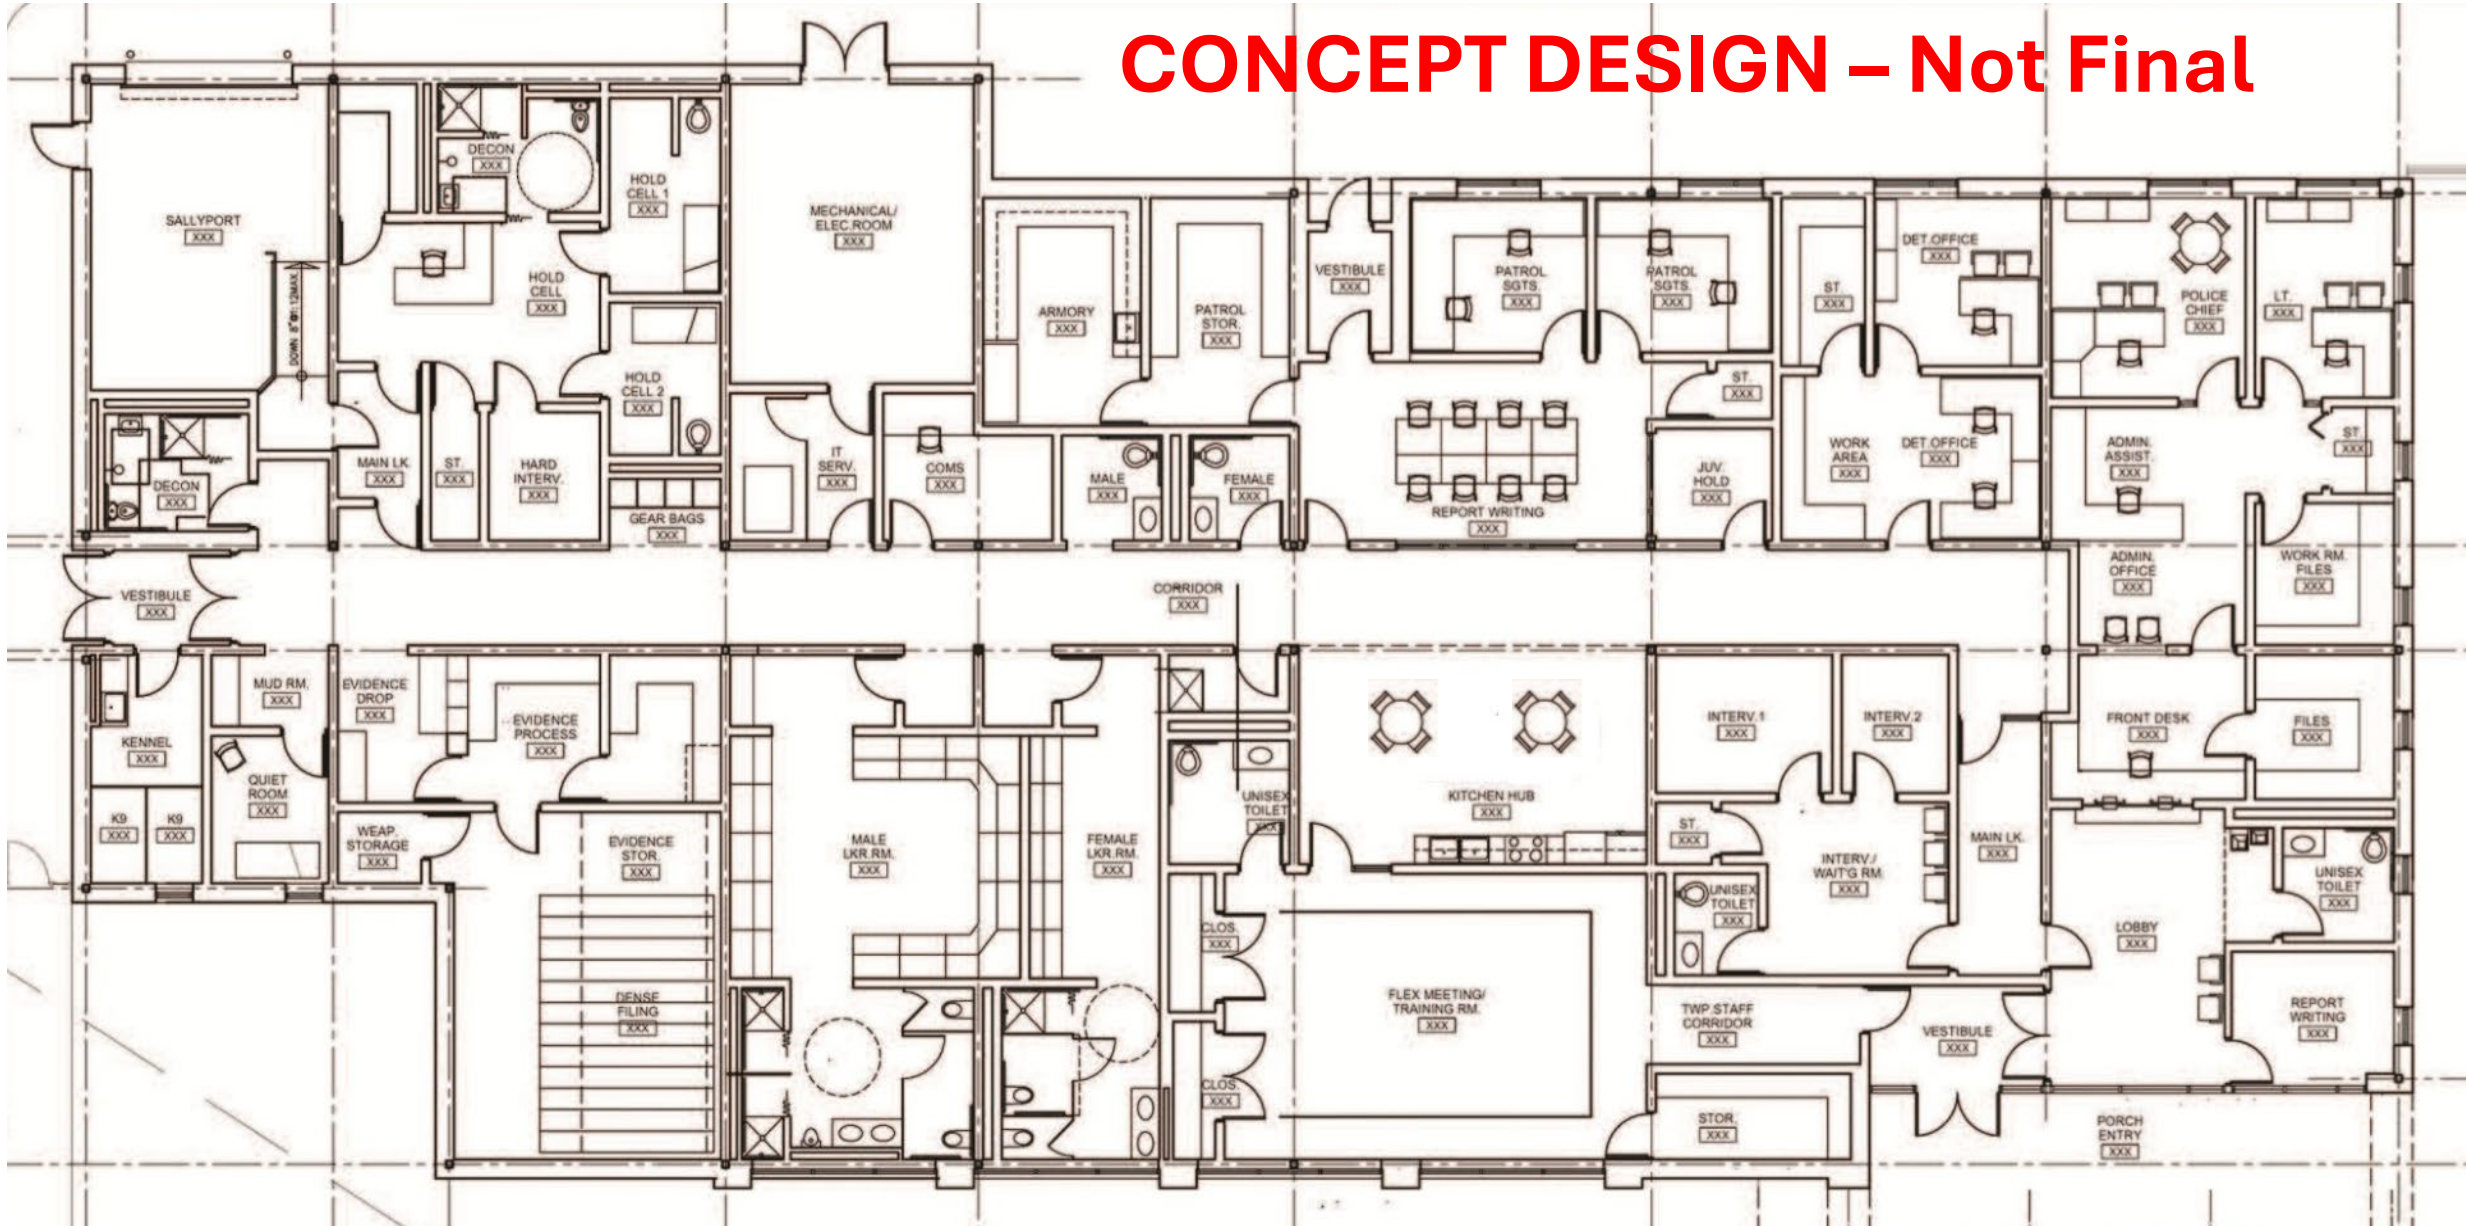 CONCEPT DESIGN – Not Final
SALLYPORT
XXX
DOWN 8"@1:12MAX.
DECON
XXX
HOLD
CELL 1
XXX
HOLD
CELL
XXX
HOLD
CELL 2
XXX
MECHANICAL/
ELEC.ROOM
XXX
ARMORY
XXX
PATROL
STOR.
XXX
VESTIBULE
XXX
PATROL
SGTS.
XXX
PATROL
SGTS.
XXX
ST.
XXX
DET.OFFICE
XXX
POLICE
CHIEF
XXX
LT.
XXX
DECON
XXX
MAIN LK.
XXX
ST.
XXX
HARD
INTERV.
XXX
GEAR BAGS
XXX
IT
SERV.
XXX
COMS
XXX
MALE
XXX
FEMALE
XXX
REPORT WRITING
XXX
ST.
XXX
JUV.
HOLD
XXX
WORK
AREA
XXX
DET.OFFICE
XXX
ADMIN.
ASSIST.
XXX
ST.
XXX
VESTIBULE
XXX
CORRIDOR
XXX
ADMIN.
OFFICE
XXX
WORK RM.
FILES
XXX
KENNEL
XXX
MUD RM.
XXX
EVIDENCE
DROP
XXX
EVIDENCE
PROCESS
XXX
K9
XXX
K9
XXX
QUIET
ROOM
XXX
WEAP.
STORAGE
XXX
EVIDENCE
STOR.
XXX
DENSE
FILING
XXX
MALE
LKR.RM.
XXX
FEMALE
LKR.RM.
XXX
UNISEX
TOILET
XXX
KITCHEN HUB
XXX
INTERV.1
XXX
INTERV.2
XXX
FRONT DESK
XXX
FILES
XXX
ST.
XXX
INTERV./
WAIT'G RM.
XXX
MAIN LK.
XXX
UNISEX
TOILET
XXX
UNISEX
TOILET
XXX
CLOS.
XXX
LOBBY
XXX
FLEX MEETING/
TRAINING RM.
XXX
TWP.STAFF
CORRIDOR
XXX
VESTIBULE
XXX
REPORT
WRITING
XXX
CLOS.
XXX
STOR.
XXX
PORCH
ENTRY
XXX